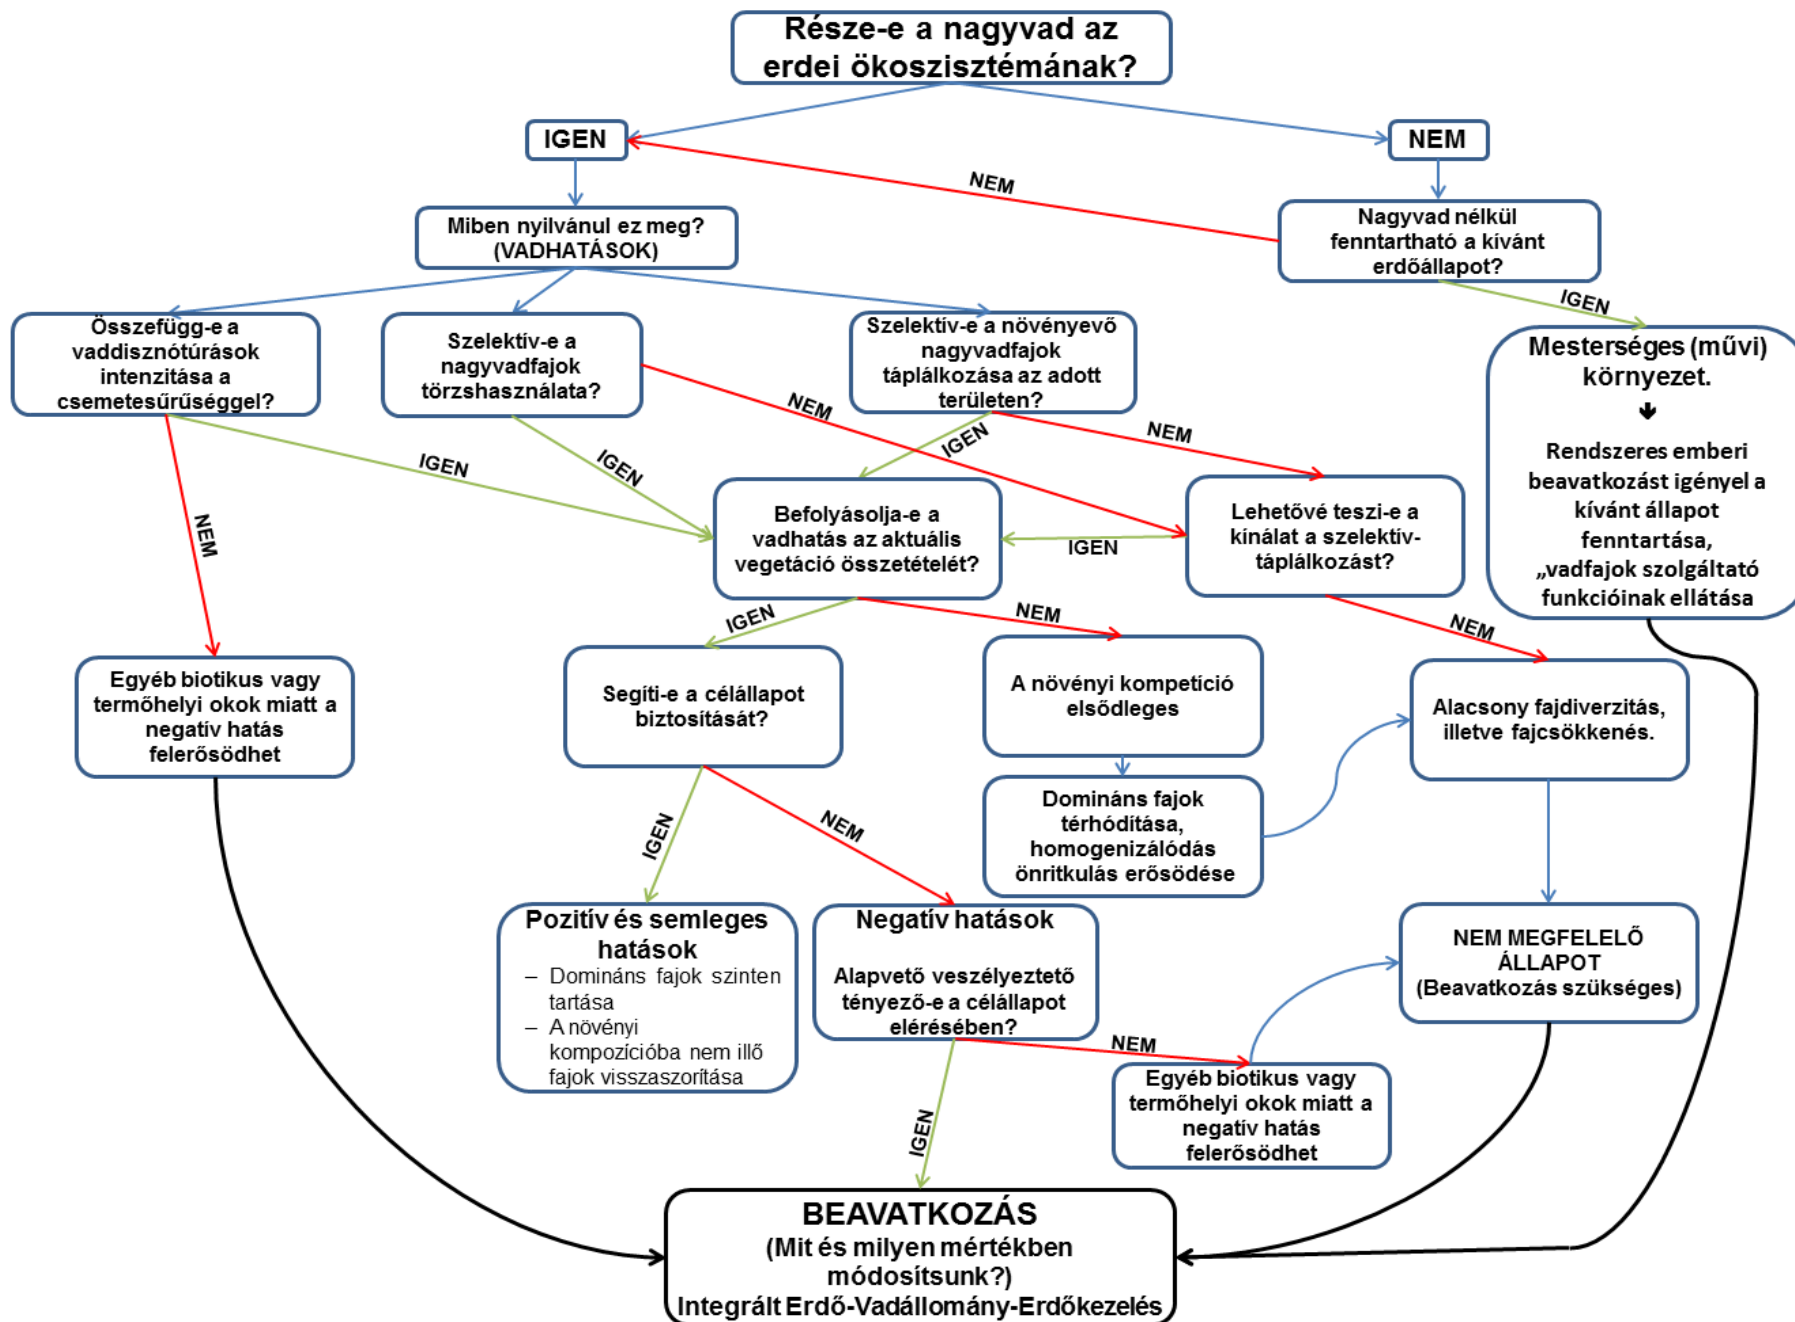 Része-e a nagyvad az
erdei ökoszisztémának?
IGEN
NEM
NEM
Miben nyilvánul ez meg?
(VADHATÁSOK)
Nagyvad nélkül
fenntartható a kívánt
erdőállapot?
IGEN
Összefügg-e a
vaddisznótúrások
intenzitása a
csemetesűrűséggel?
Szelektív-e a
nagyvadfajok
törzshasználata?
Szelektív-e a növényevő
nagyvadfajok
táplálkozása az adott
területen?
Mesterséges (művi)
környezet.
Rendszeres emberi
beavatkozást igényel a
kívánt állapot
fenntartása,
„vadfajok szolgáltató
funkcióinak ellátása
IGEN
IGEN
NEM
IGEN
NEM
NEM
Befolyásolja-e a
vadhatás az aktuális
vegetáció összetételét?
IGEN
Lehetővé teszi-e a
kínálat a szelektív-
táplálkozást?
IGEN
NEM
NEM
Egyéb biotikus vagy
termőhelyi okok miatt a
negatív hatás
felerősödhet
Segíti-e a célállapot
biztosítását?
A növényi kompetíció
elsődleges
Alacsony fajdiverzitás,
illetve fajcsökkenés.
Domináns fajok
térhódítása,
homogenizálódás
önritkulás erősödése
IGEN
NEM
Pozitív és semleges
hatások
– Domináns fajok szinten
tartása
– A növényi
kompozícióba nem illő
fajok visszaszorítása
Negatív hatások
Alapvető veszélyeztető
tényező-e a célállapot
elérésében?
NEM MEGFELELŐ
ÁLLAPOT
(Beavatkozás szükséges)
NEM
IGEN
Egyéb biotikus vagy
termőhelyi okok miatt a
negatív hatás
felerősödhet
BEAVATKOZÁS
(Mit és milyen mértékben
módosítsunk?)
Integrált Erdő-Vadállomány-Erdőkezelés